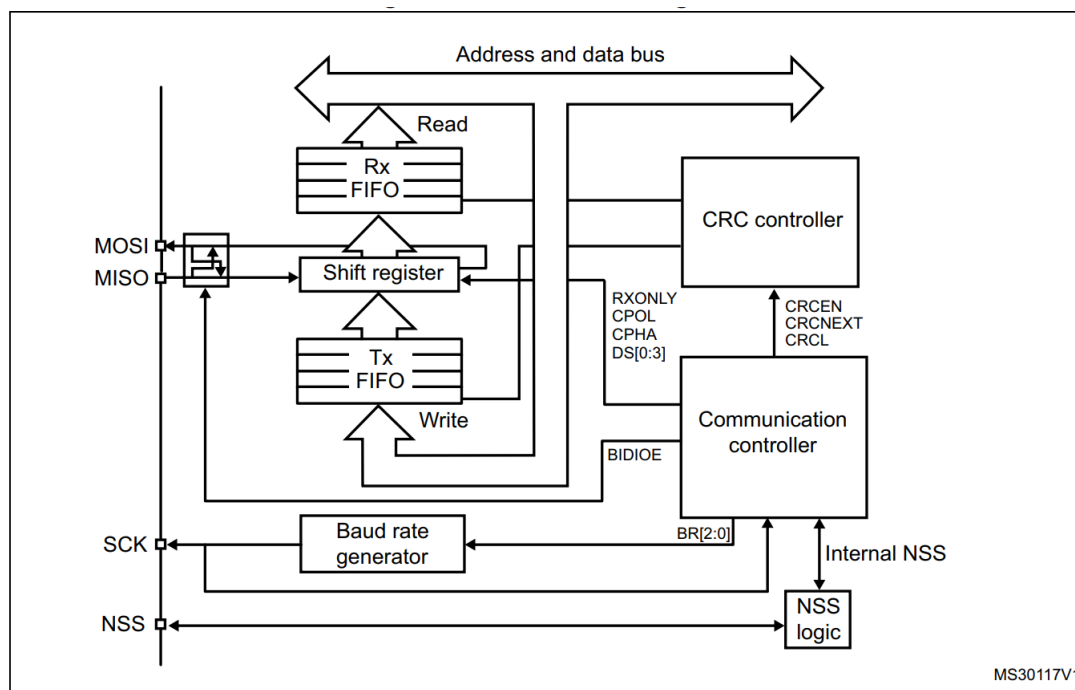 Address and data bus
Read
Rx
FIFO
CRC controller
MOSI
MISO
Shift register
RXONLY
CPOL
CPHA
DS[0:3]
CRCEN
CRCNEXT
CRCL
Tx
FIFO
Write
Communication
controller
BIDIOE
SCK
Baud rate
generator
BR[2:0]
Internal NSS
NSS
NSS
logic